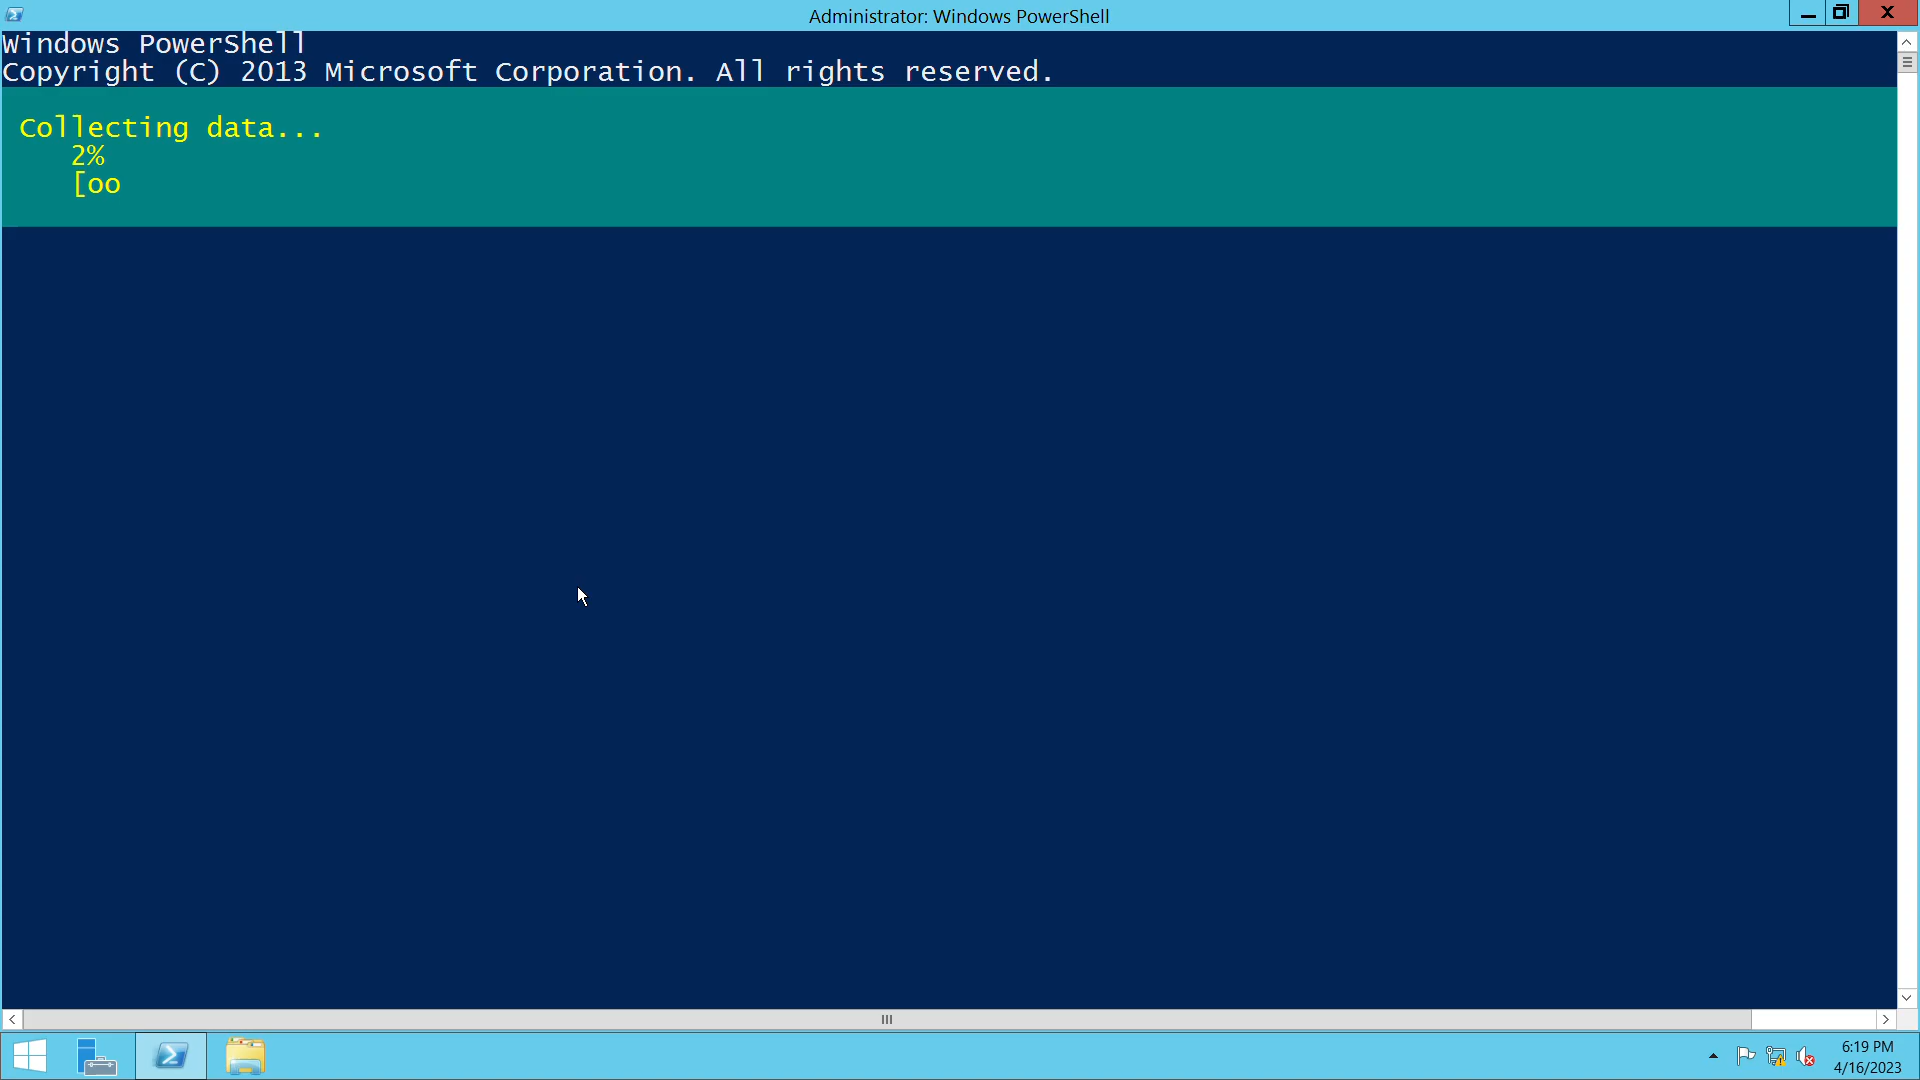 Administrator: Windows PowerShell
Windows PowerShell
Copyright (C) 2013 Microsoft Corporation. All rights reserved.
Collecting data...
2%
[oo
6:19 PM
4/16/2023